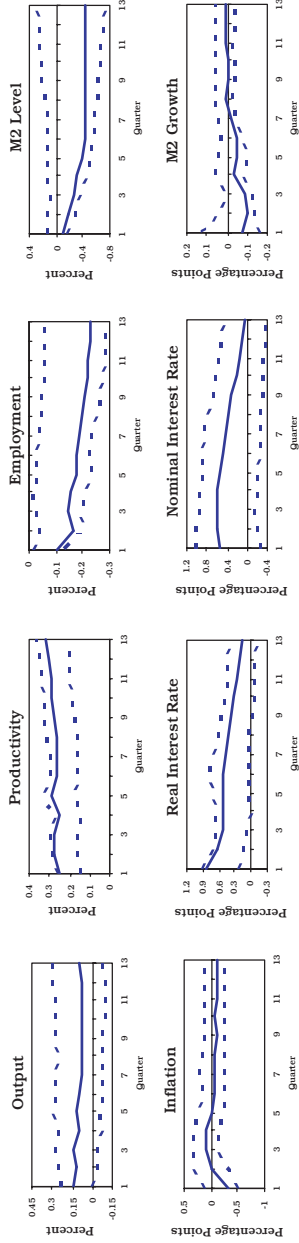 Output
Percent
0.45
0.3
0.15
0
-0.15
1 3 5 7 9 11 13
Quarter
Productivity
Percent
0.4
0.3
0.2
0.1
0
1 3 5 7 9 11 13
Quarter
Employment
Percent
0
-0.1
-0.2
-0.3
1 3 5 7 9 11 13
Quarter
M2 Level
Percent
0.4
0
-0.4
-0.8
1 3 5 7 9 11 13
Quarter
Inflation
Percentage Points
0.5
0
-0.5
-1
1 3 5 7 9 11 13
Quarter
Real Interest Rate
Percentage Points
1.2
0.9
0.6
0.3
0
-0.3
1 3 5 7 9 11 13
Quarter
Nominal Interest Rate
Percentage Points
1.2
0.8
0.4
0
-0.4
1 3 5 7 9 11 13
Quarter
M2 Growth
Percentage Points
0.2
0.1
0
-0.1
-0.2
1 3 5 7 9 11 13
Quarter